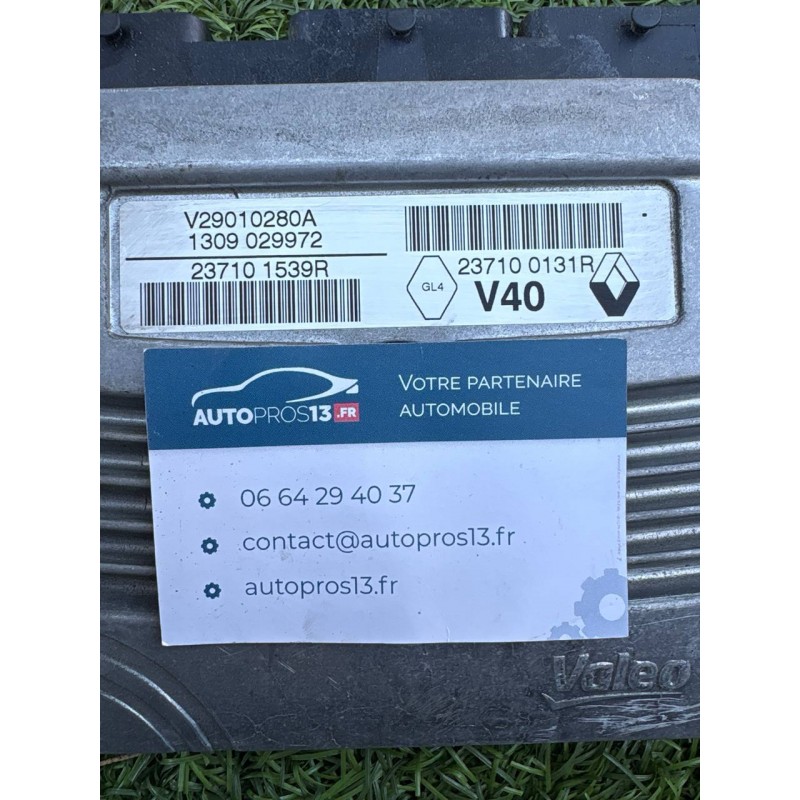 V29010280A
1309 029972
23710 1539R
GL4
23710 0131R
V40
AUTOPROS13.FR
VOTRE PARTENAIRE
AUTOMOBILE
06 64 29 40 37
contact@autopros13.fr
autopros13.fr
Valeo